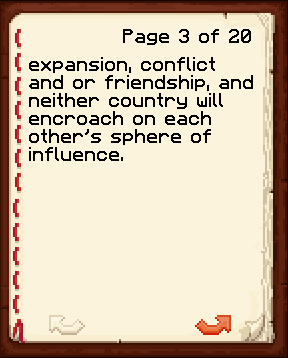 Page 3 of 20
expansion, conflict
and or friendship, and
neither country will
encroach on each
other's sphere of
influence.